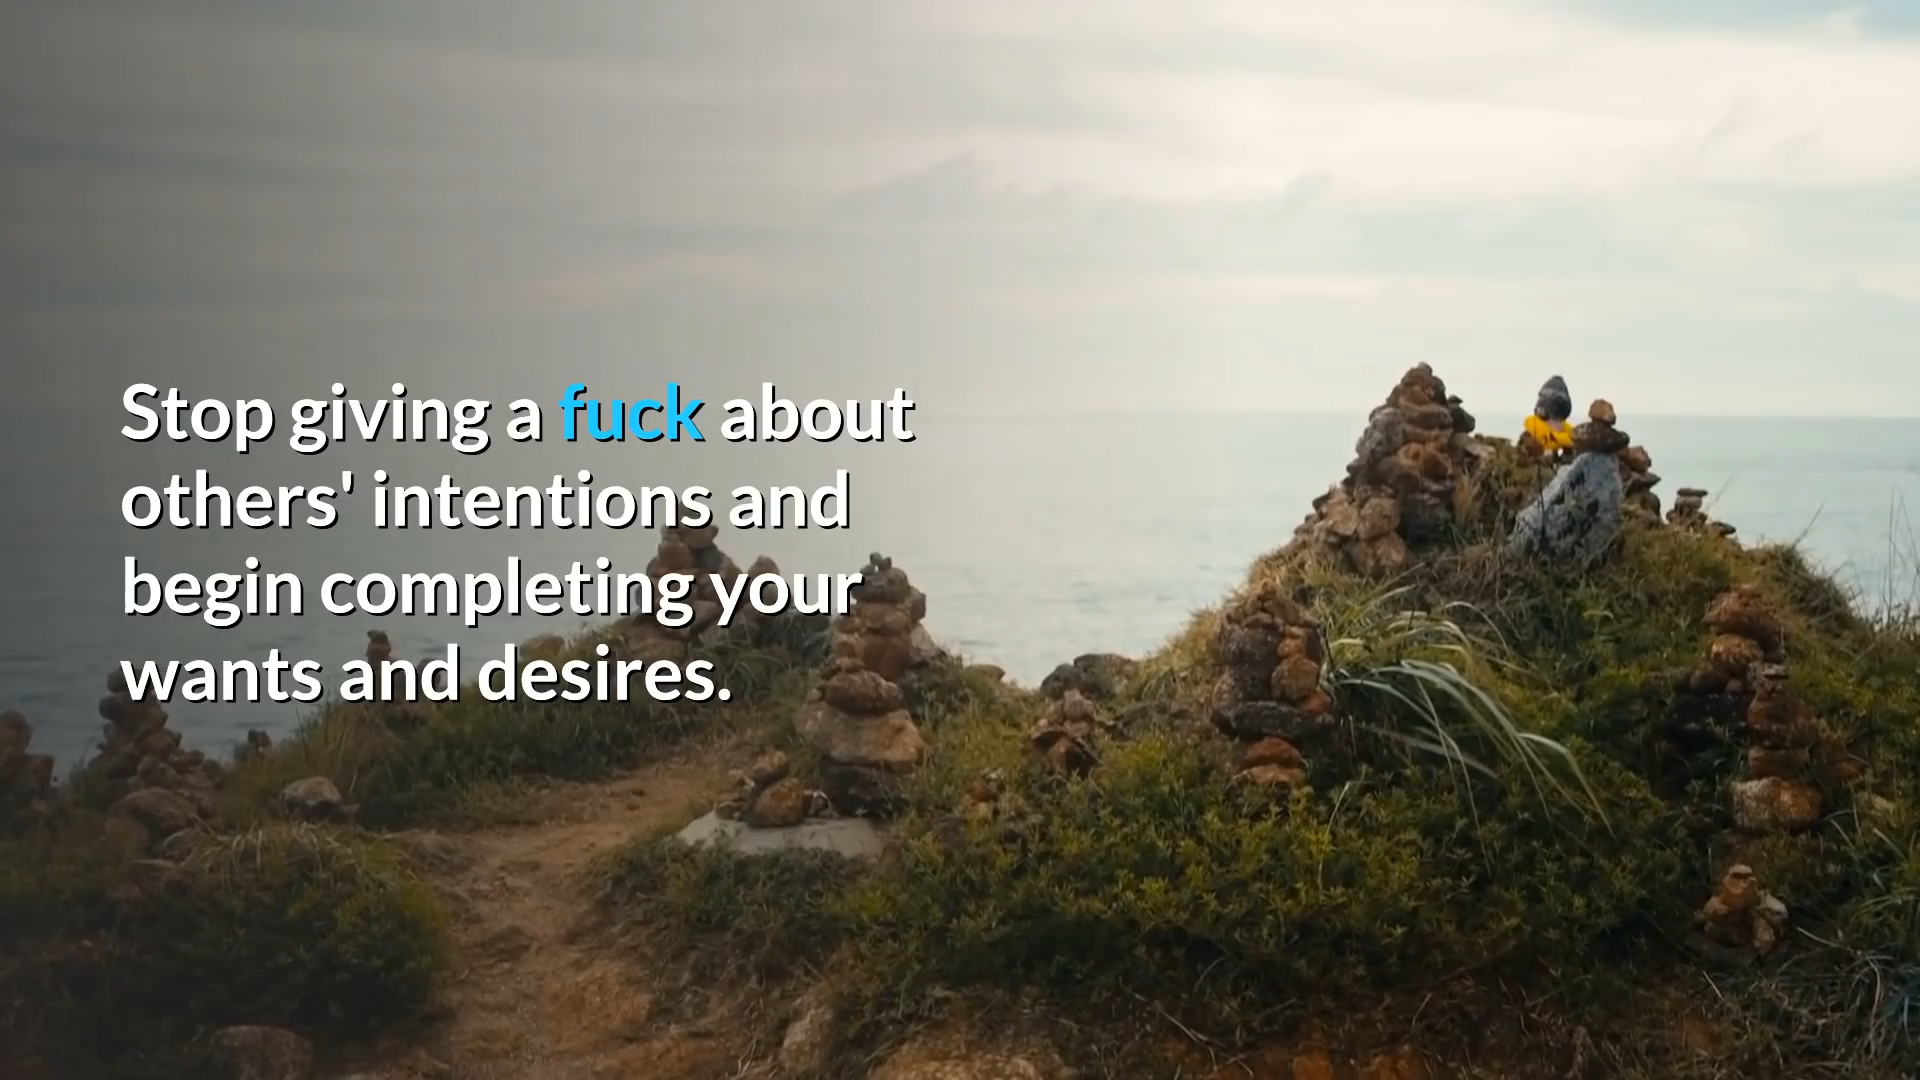 Stop giving a fuck about
others' intentions and
begin completing your
wants and desires.